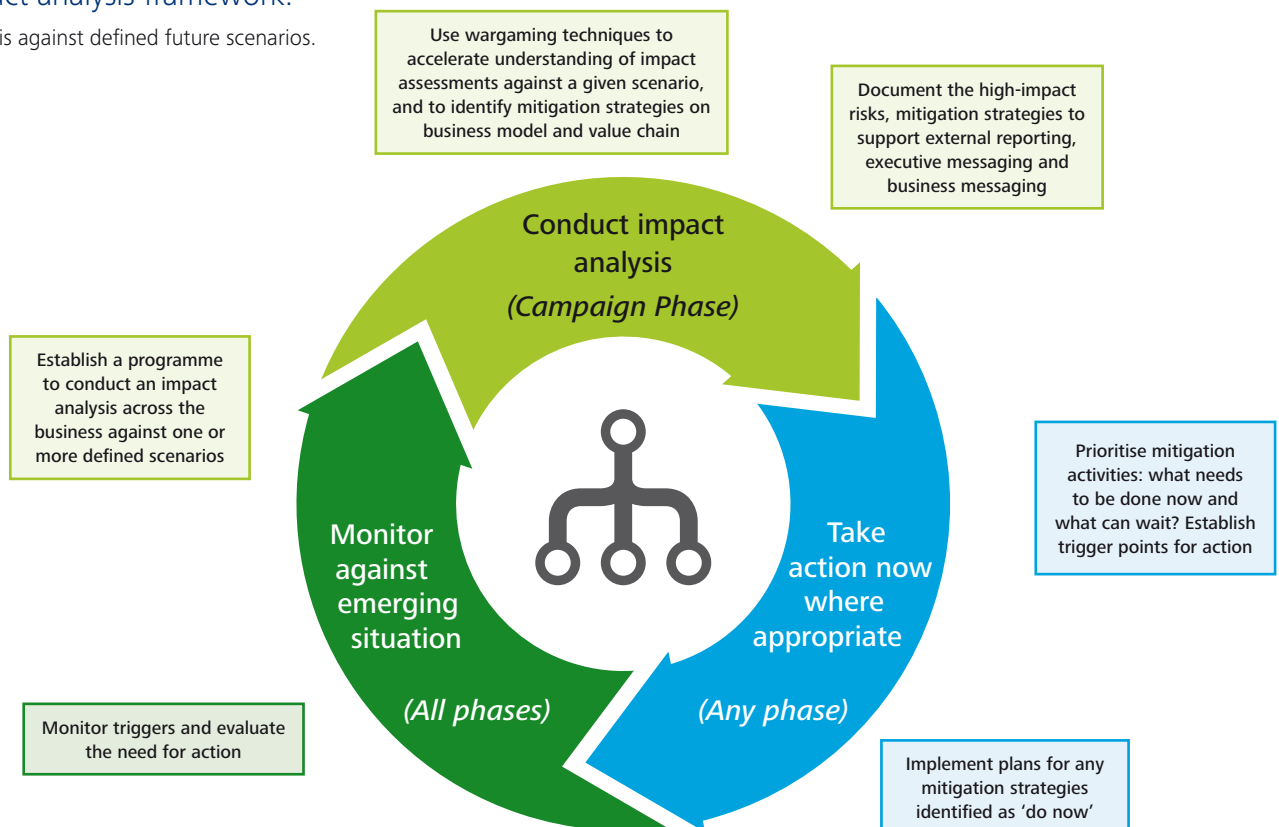 analysis framework.
is against defined future scenarios.
Use wargaming techniques to
accelerate understanding of impact
assessments against a given scenario,
and to identify mitigation strategies on
business model and value chain
Document the high-impact
risks, mitigation strategies to
support external reporting,
executive messaging and
business messaging
Conduct impact
analysis
(Campaign Phase)
Establish a programme
to conduct an impact
analysis across the
business against one or
more defined scenarios
Prioritise mitigation
activities: what needs
to be done now and
what can wait? Establish
trigger points for action
Monitor
against
emerging
situation
(All phases)
Take
action now
where
appropriate
(Any phase)
Monitor triggers and evaluate
the need for action
Implement plans for any
mitigation strategies
identified as ‘do now’